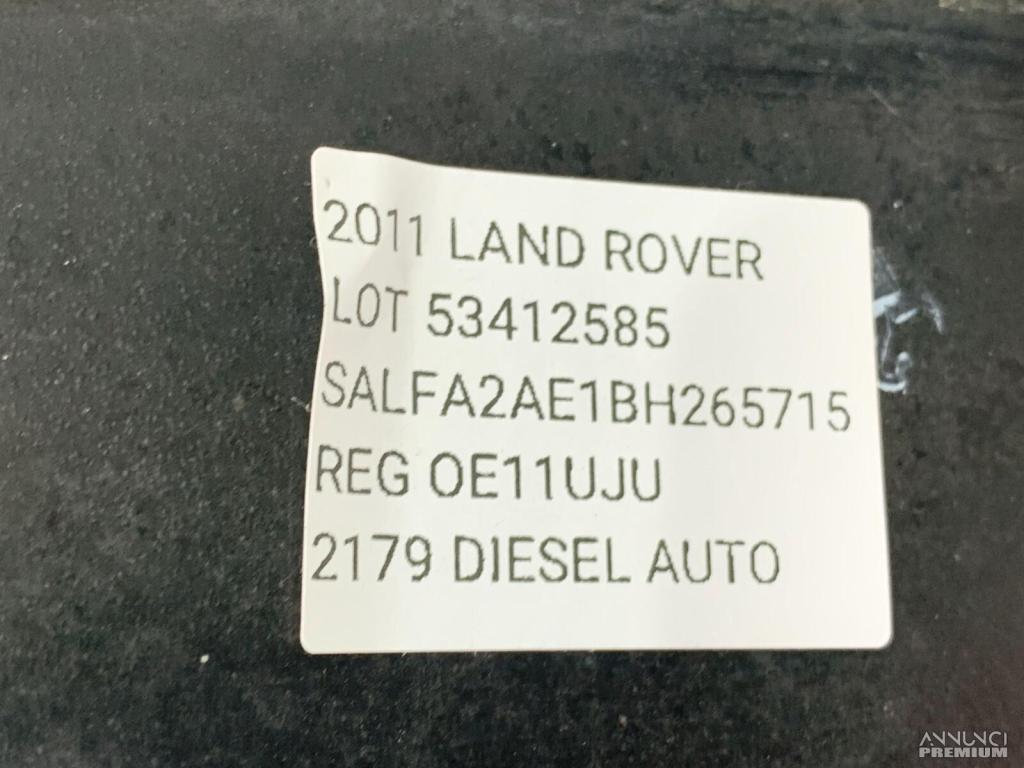 2011 LAND ROVER
LOT 53412585
SALFA2AE1BH265715
REG OE11UJU
2179 DIESEL AUTO
ANNUNCI
PREMIUM